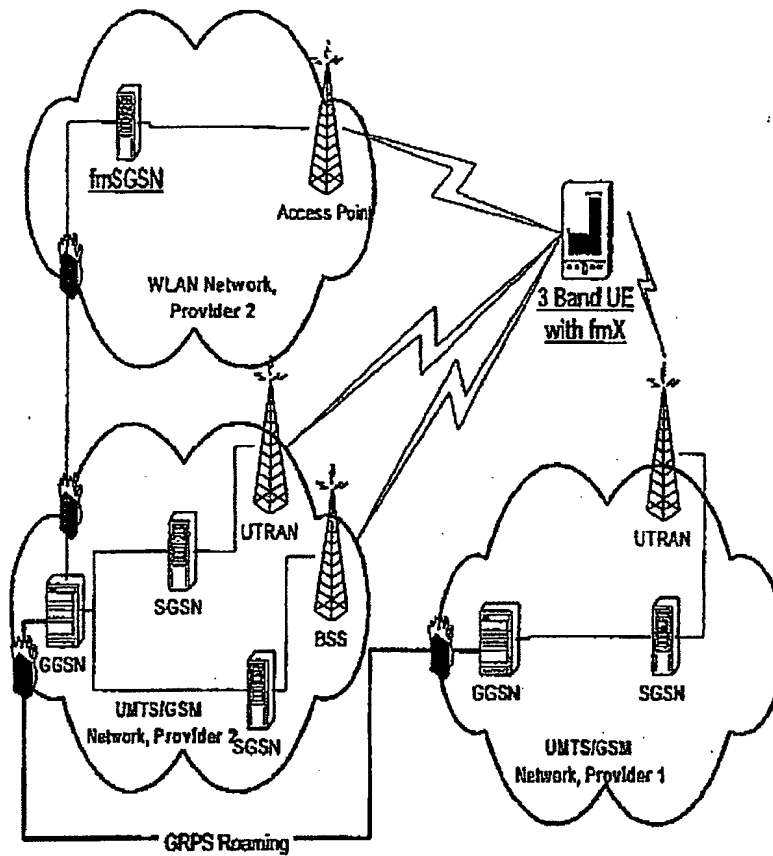 fmSGSN
Access Point
WLAN Network,
Provider 2
3 Band UE
with fmX
UTRAN
SGSN
GGSN
BSS
UMTS/GSM
Network, Provider 2
SGSN
UTRAN
GGSN
SGSN
UMTS/GSM
Network, Provider 1
GRPS Roaming